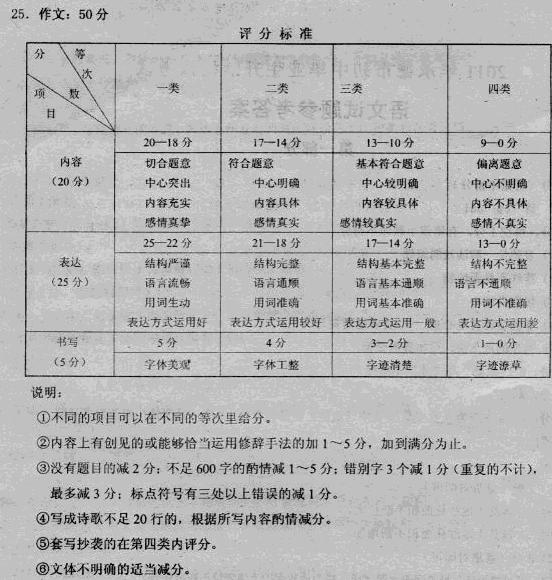 25．作文：50分
评 分 标 准
分 等
次
项 数
目
一类 二类 三类 四类
20—18分 17—14分 13—10分 9—0分
内容 切合题意 符合题意 基本符合题意 偏离题意
（20分） 中心突出 中心明确 中心较明确 中心不明确
内容充实 内容具体 内容较具体 内容不具体
感情真挚 感情真实 感情较真实 感情不真实
25—22分 21—18分 17—14分 13—0分
表达 结构严谨 结构完整 结构基本完整 结构不完整
（25分） 语言流畅 语言通顺 语言基本通顺 语言不通顺
用词生动 用词准确 用词基本准确 用词不准确
表达方式运用好 表达方式运用较好 表达方式运用一般 表达方式运用差
书写 5分 4分 3—2分 1—0分
（5分） 字体美观 字体工整 字迹清楚 字迹潦草
说明：
①不同的项目可以在不同的等次里给分。
②内容上有创见的或能够恰当运用修辞手法的加1～5分，加到满分为止。
③没有题目的减2分；不足600字的酌情减1～5分；错别字3个减1分（重复的不计），
最多减3分；标点符号有三处以上错误的减1分。
④写成诗歌不足20行的，根据所写内容酌情减分。
⑤套写抄袭的在第四类内评分。
⑥文体不明确的适当减分。